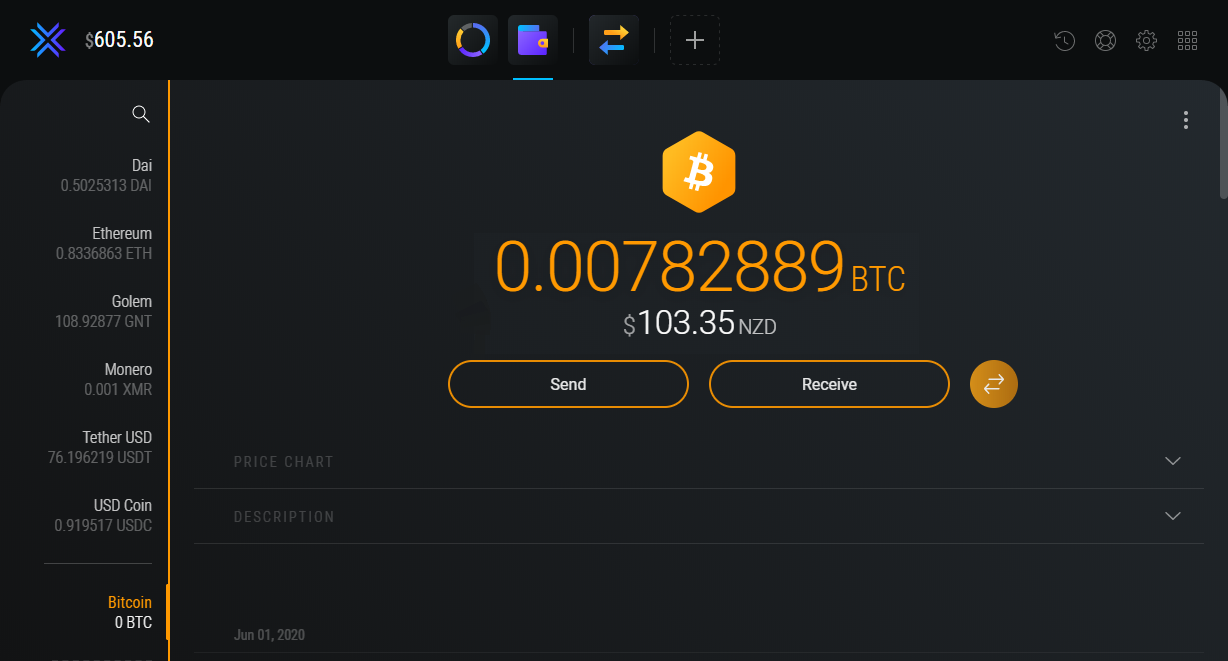 $605.56
Dai
0.5025313 DAI
Ethereum
0.8336863 ETH
Golem
108.92877 GNT
Monero
0.001 XMR
Tether USD
76.196219 USDT
USD Coin
0.919517 USDC
Bitcoin
0 BTC
0.00782889 BTC
$103.35 NZD
Send
Receive
PRICE CHART
DESCRIPTION
Jun 01, 2020